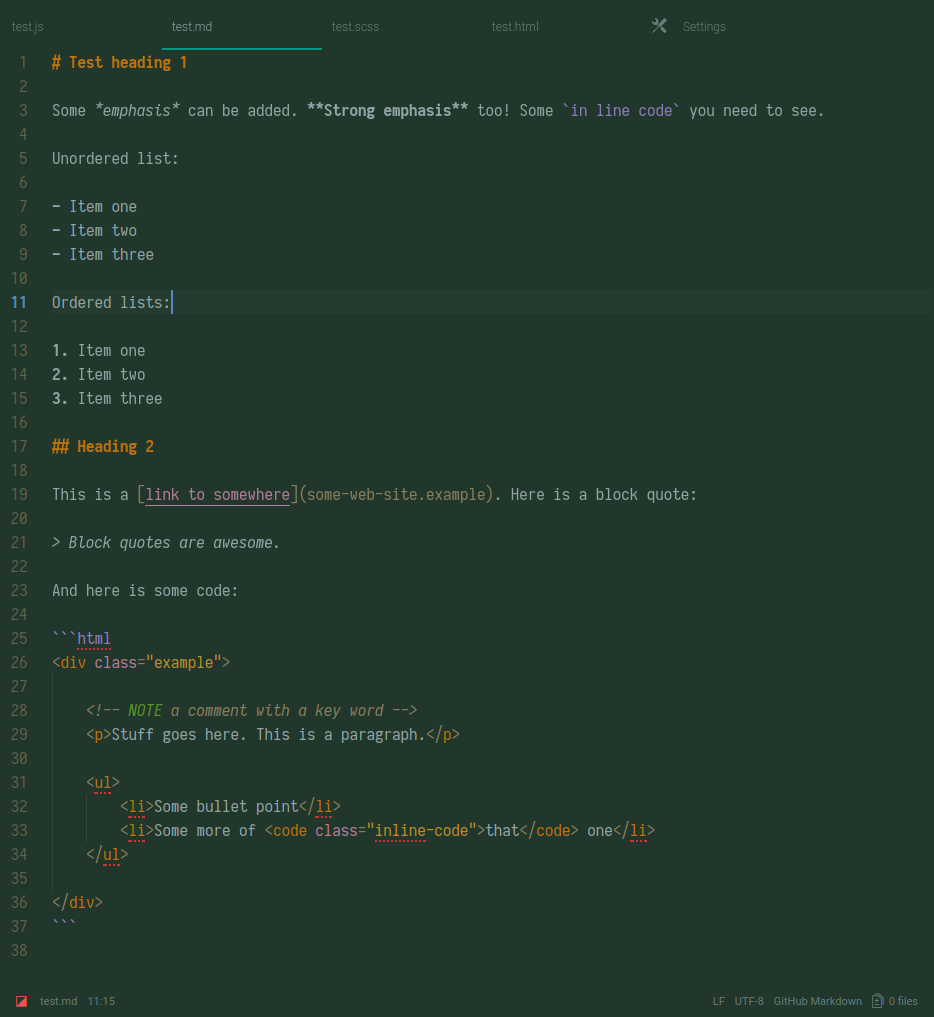 test.js test.md test.scss test.html Settings
1 # Test heading 1
2
3 Some *emphasis* can be added. **Strong emphasis** too! Some `in line code` you need to see.
4
5 Unordered list:
6
7 - Item one
8 - Item two
9 - Item three
10
11 Ordered lists:
12
13 1. Item one
14 2. Item two
15 3. Item three
16
17 ## Heading 2
18
19 This is a [link to somewhere](some-web-site.example). Here is a block quote:
20
21 > Block quotes are awesome.
22
23 And here is some code:
24
25 ```html
26 <div class="example">
27
28     <!-- NOTE a comment with a key word -->
29     <p>Stuff goes here. This is a paragraph.</p>
30
31     <ul>
32         <li>Some bullet point</li>
33         <li>Some more of <code class="inline-code">that</code> one</li>
34     </ul>
35
36 </div>
37 ```
38
test.md 11:15 LF UTF-8 GitHub Markdown 0 files